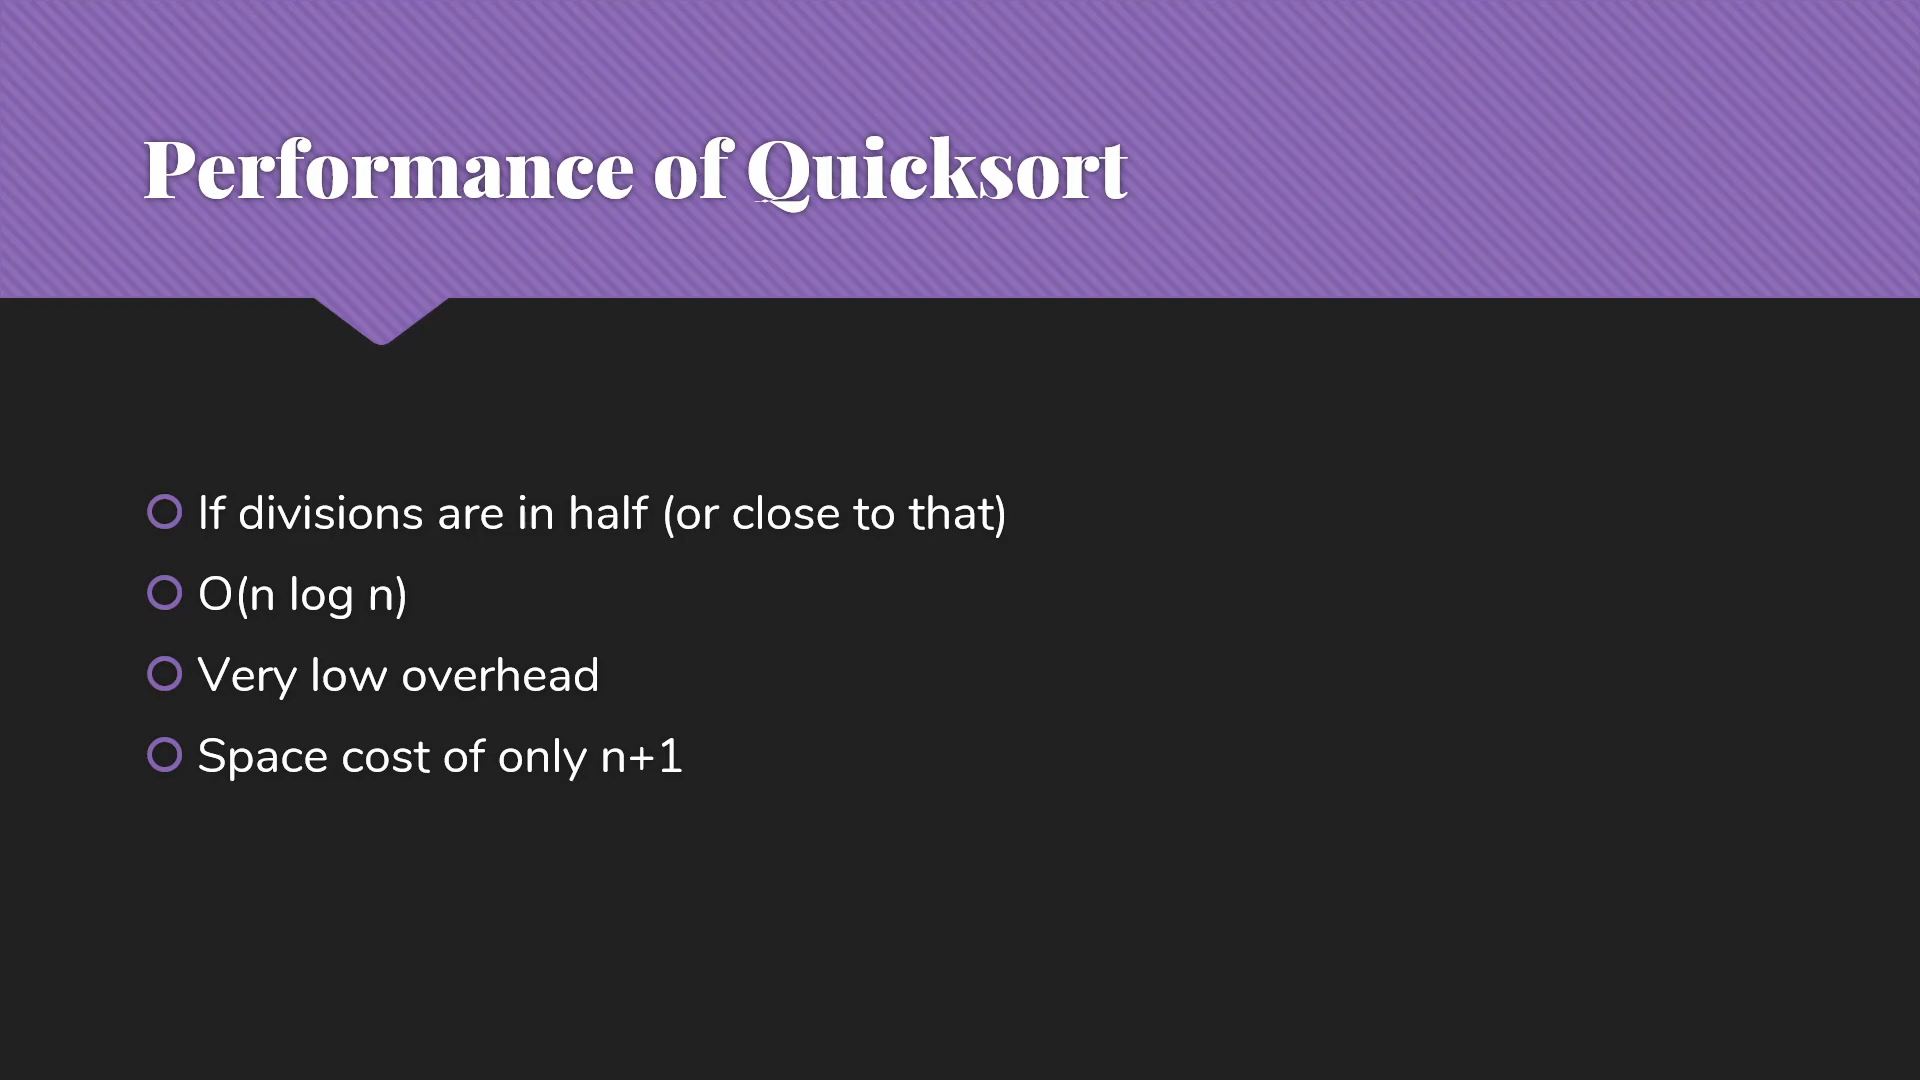 Performance of Quicksort
If divisions are in half (or close to that)
O(n log n)
Very low overhead
Space cost of only n+1